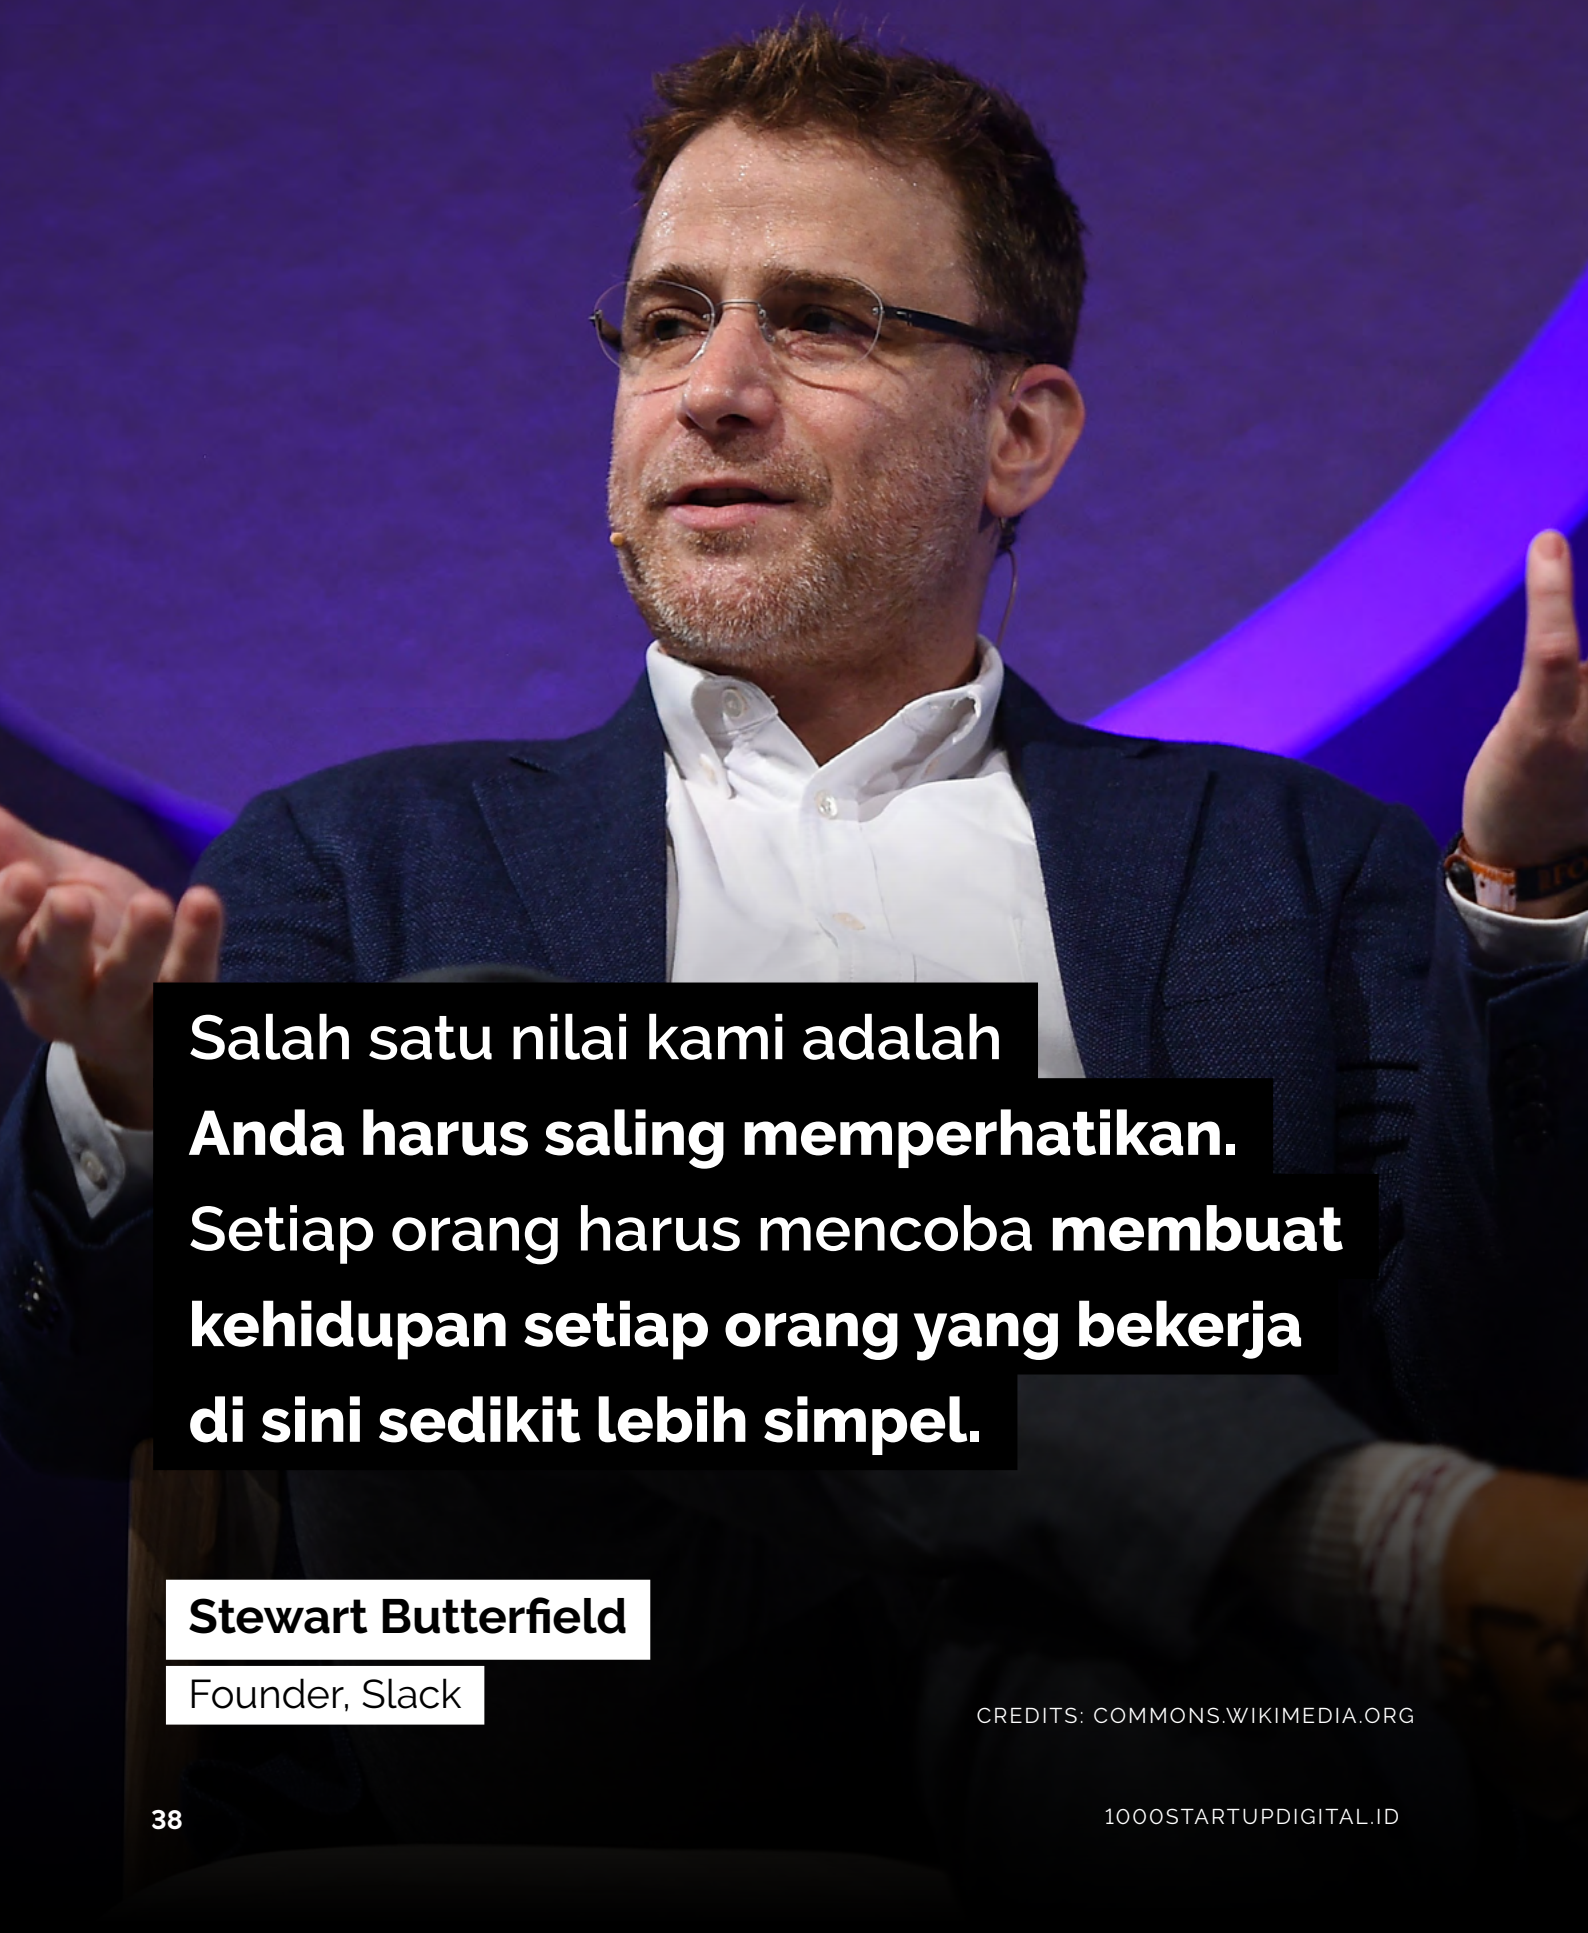 Salah satu nilai kami adalah
Anda harus saling memperhatikan.
Setiap orang harus mencoba membuat
kehidupan setiap orang yang bekerja
di sini sedikit lebih simpel.
Stewart Butterfield
Founder, Slack
CREDITS: COMMONS.WIKIMEDIA.ORG
38
1000STARTUPDIGITAL.ID